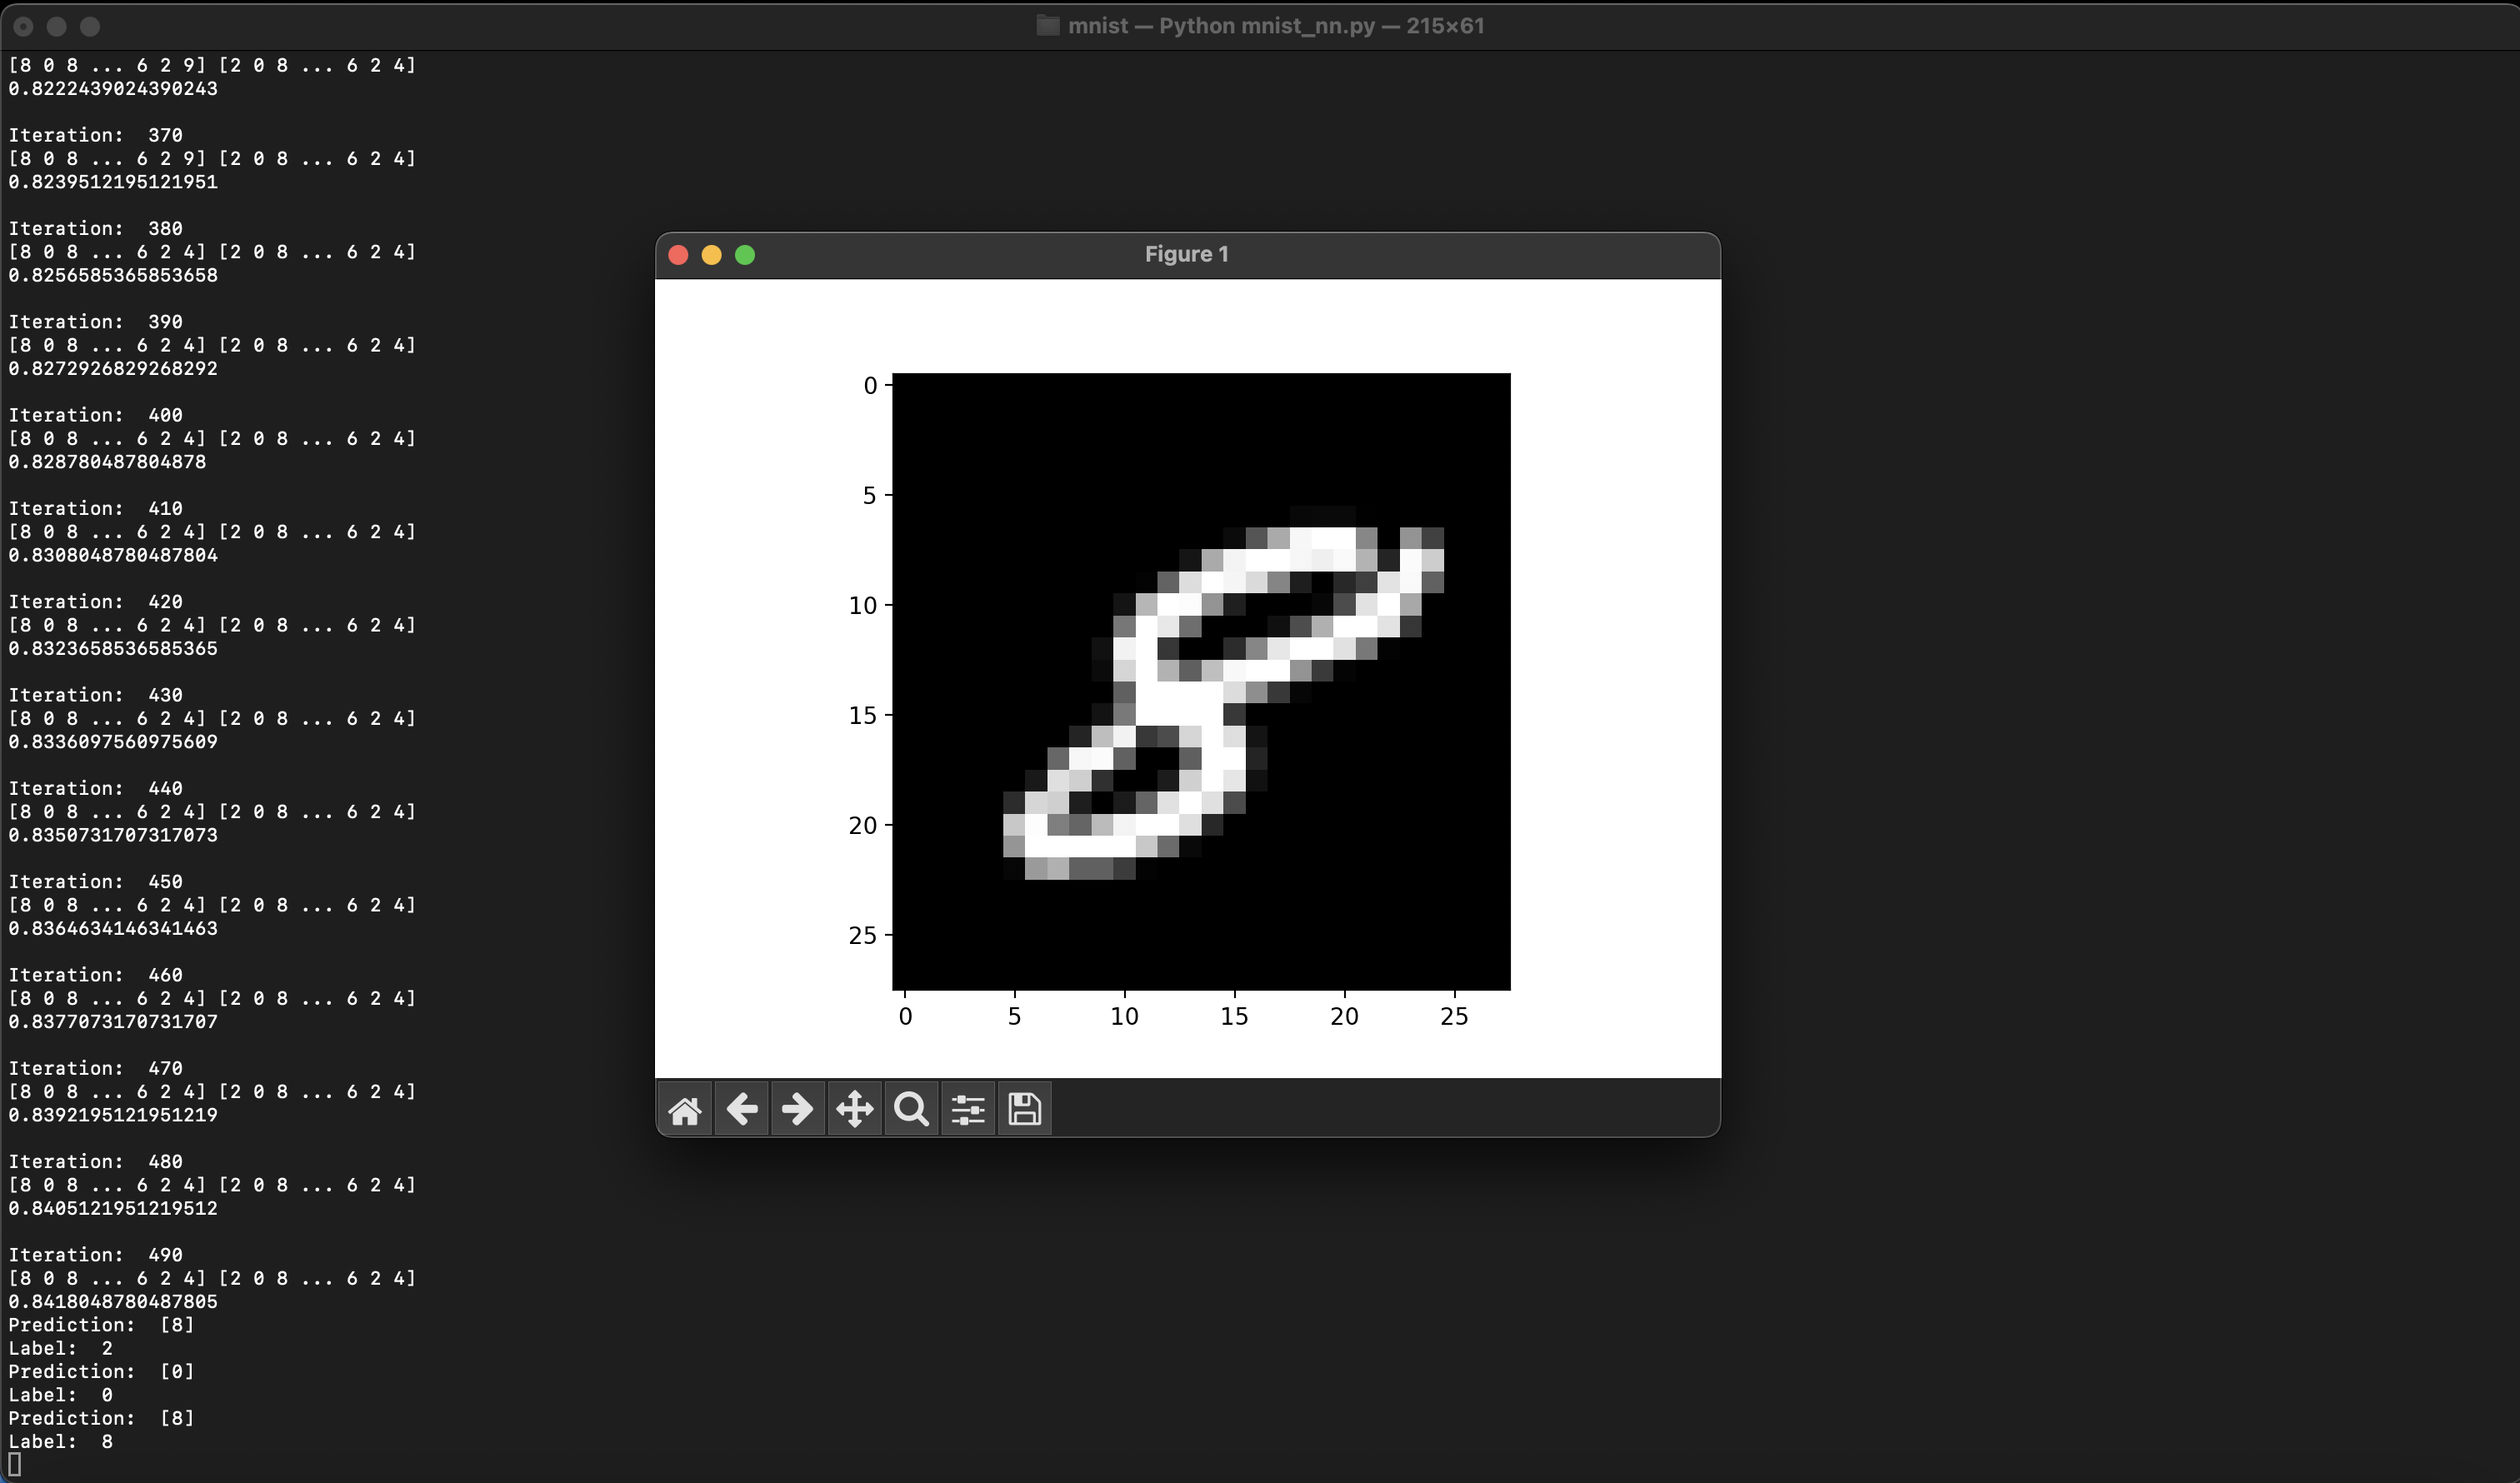 mnist — Python mnist_nn.py — 215×61
[8 0 8 ... 6 2 9] [2 0 8 ... 6 2 4]
0.8222439024390243
Iteration:  370
[8 0 8 ... 6 2 9] [2 0 8 ... 6 2 4]
0.8239512195121951
Iteration:  380
[8 0 8 ... 6 2 4] [2 0 8 ... 6 2 4]
0.8256585365853658
Iteration:  390
[8 0 8 ... 6 2 4] [2 0 8 ... 6 2 4]
0.8272926829268292
Iteration:  400
[8 0 8 ... 6 2 4] [2 0 8 ... 6 2 4]
0.828780487804878
Iteration:  410
[8 0 8 ... 6 2 4] [2 0 8 ... 6 2 4]
0.8308048780487804
Iteration:  420
[8 0 8 ... 6 2 4] [2 0 8 ... 6 2 4]
0.8323658536585365
Iteration:  430
[8 0 8 ... 6 2 4] [2 0 8 ... 6 2 4]
0.8336097560975609
Iteration:  440
[8 0 8 ... 6 2 4] [2 0 8 ... 6 2 4]
0.8350731707317073
Iteration:  450
[8 0 8 ... 6 2 4] [2 0 8 ... 6 2 4]
0.8364634146341463
Iteration:  460
[8 0 8 ... 6 2 4] [2 0 8 ... 6 2 4]
0.8377073170731707
Iteration:  470
[8 0 8 ... 6 2 4] [2 0 8 ... 6 2 4]
0.8392195121951219
Iteration:  480
[8 0 8 ... 6 2 4] [2 0 8 ... 6 2 4]
0.8405121951219512
Iteration:  490
[8 0 8 ... 6 2 4] [2 0 8 ... 6 2 4]
0.8418048780487805
Prediction:  [8]
Label:  2
Prediction:  [0]
Label:  0
Prediction:  [8]
Label:  8
Figure 1
0
5
10
15
20
25
0 5 10 15 20 25
8